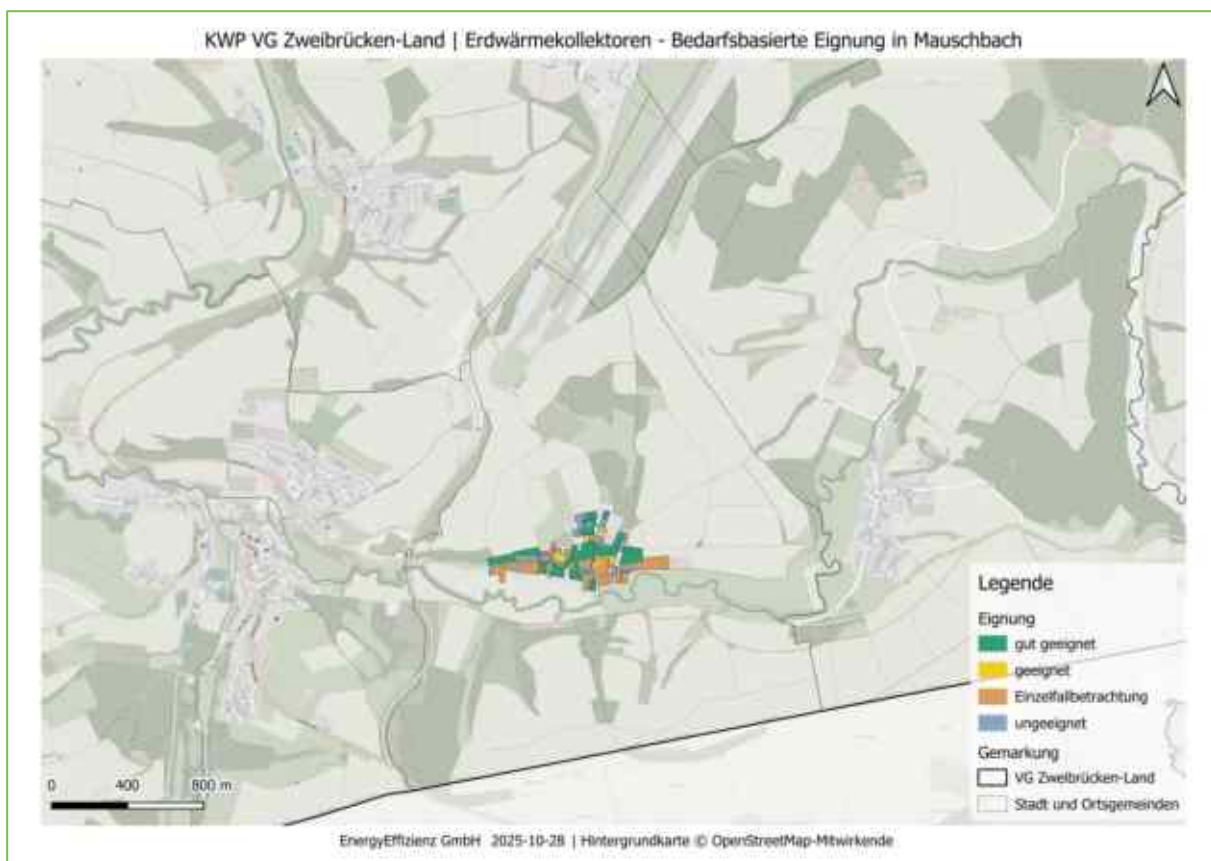 KWP VG Zweibrücken-Land | Erdwärmekollektoren - Bedarfsbasierte Eignung in Mauschbach
Legende
Eignung
gut geeignet
geeignet
Einzelfallbetrachtung
ungeeignet
Gemarkung
VG Zweibrücken-Land
Stadt und Ortsgemeinden
0 400 800 m
EnergyEffizienz GmbH 2025-10-28 | Hintergrundkarte © OpenStreetMap-Mitwirkende